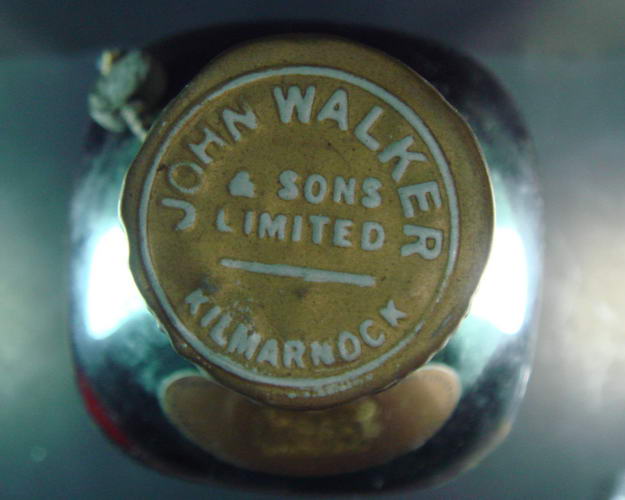 JOHN WALKER
& SONS
LIMITED
KILMARNOCK